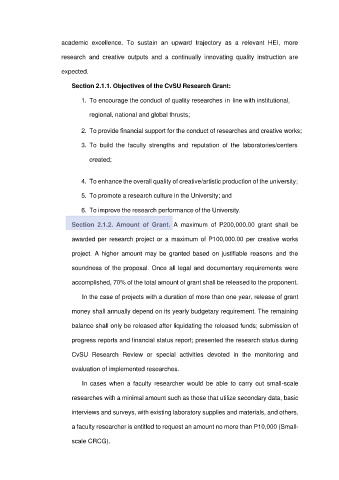 academic excellence. To sustain an upward trajectory as a relevant HEI, more
research and creative outputs and a continually innovating quality instruction are
expected.
Section 2.1.1. Objectives of the CvSU Research Grant:
1. To encourage the conduct of quality researches in line with institutional,
regional, national and global thrusts;
2. To provide financial support for the conduct of researches and creative works;
3. To build the faculty strengths and reputation of the laboratories/centers
created;
4. To enhance the overall quality of creative/artistic production of the university;
5. To promote a research culture in the University; and
6. To improve the research performance of the University.
Section 2.1.2. Amount of Grant. A maximum of P200,000.00 grant shall be
awarded per research project or a maximum of P100,000.00 per creative works
project. A higher amount may be granted based on justifiable reasons and the
soundness of the proposal. Once all legal and documentary requirements were
accomplished, 70% of the total amount of grant shall be released to the proponent.
In the case of projects with a duration of more than one year, release of grant
money shall annually depend on its yearly budgetary requirement. The remaining
balance shall only be released after liquidating the released funds; submission of
progress reports and financial status report; presented the research status during
CvSU Research Review or special activities devoted in the monitoring and
evaluation of implemented researches.
In cases when a faculty researcher would be able to carry out small-scale
researches with a minimal amount such as those that utilize secondary data, basic
interviews and surveys, with existing laboratory supplies and materials, and others,
a faculty researcher is entitled to request an amount no more than P10,000 (Small-
scale CRCG).